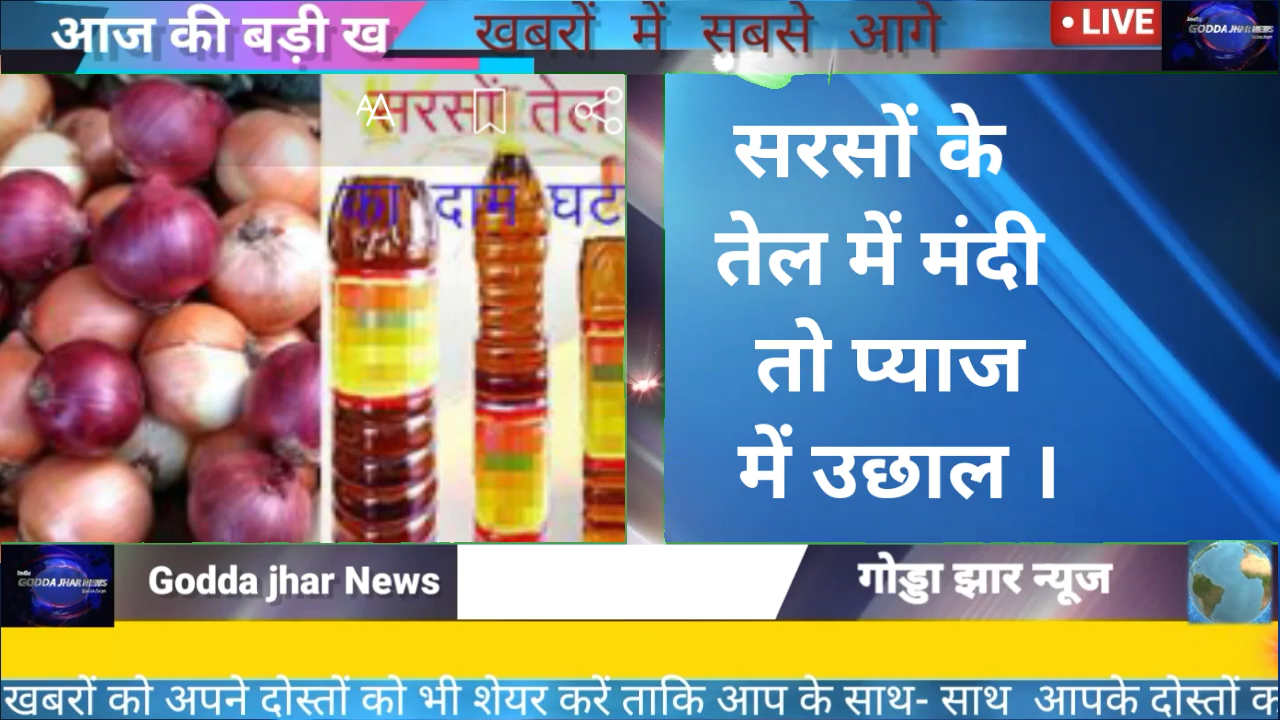 आज की बड़ी ख
खबरों में सबसे आगे
• LIVE
GODDA JHAR NEWS
सरसों तेल
का दाम घट
सरसों के
तेल में मंदी
तो प्याज
में उछाल ।
GODDA JHAR NEWS
Godda jhar News
गोड्डा झार न्यूज
खबरों को अपने दोस्तों को भी शेयर करें ताकि आप के साथ- साथ आपके दोस्तों क